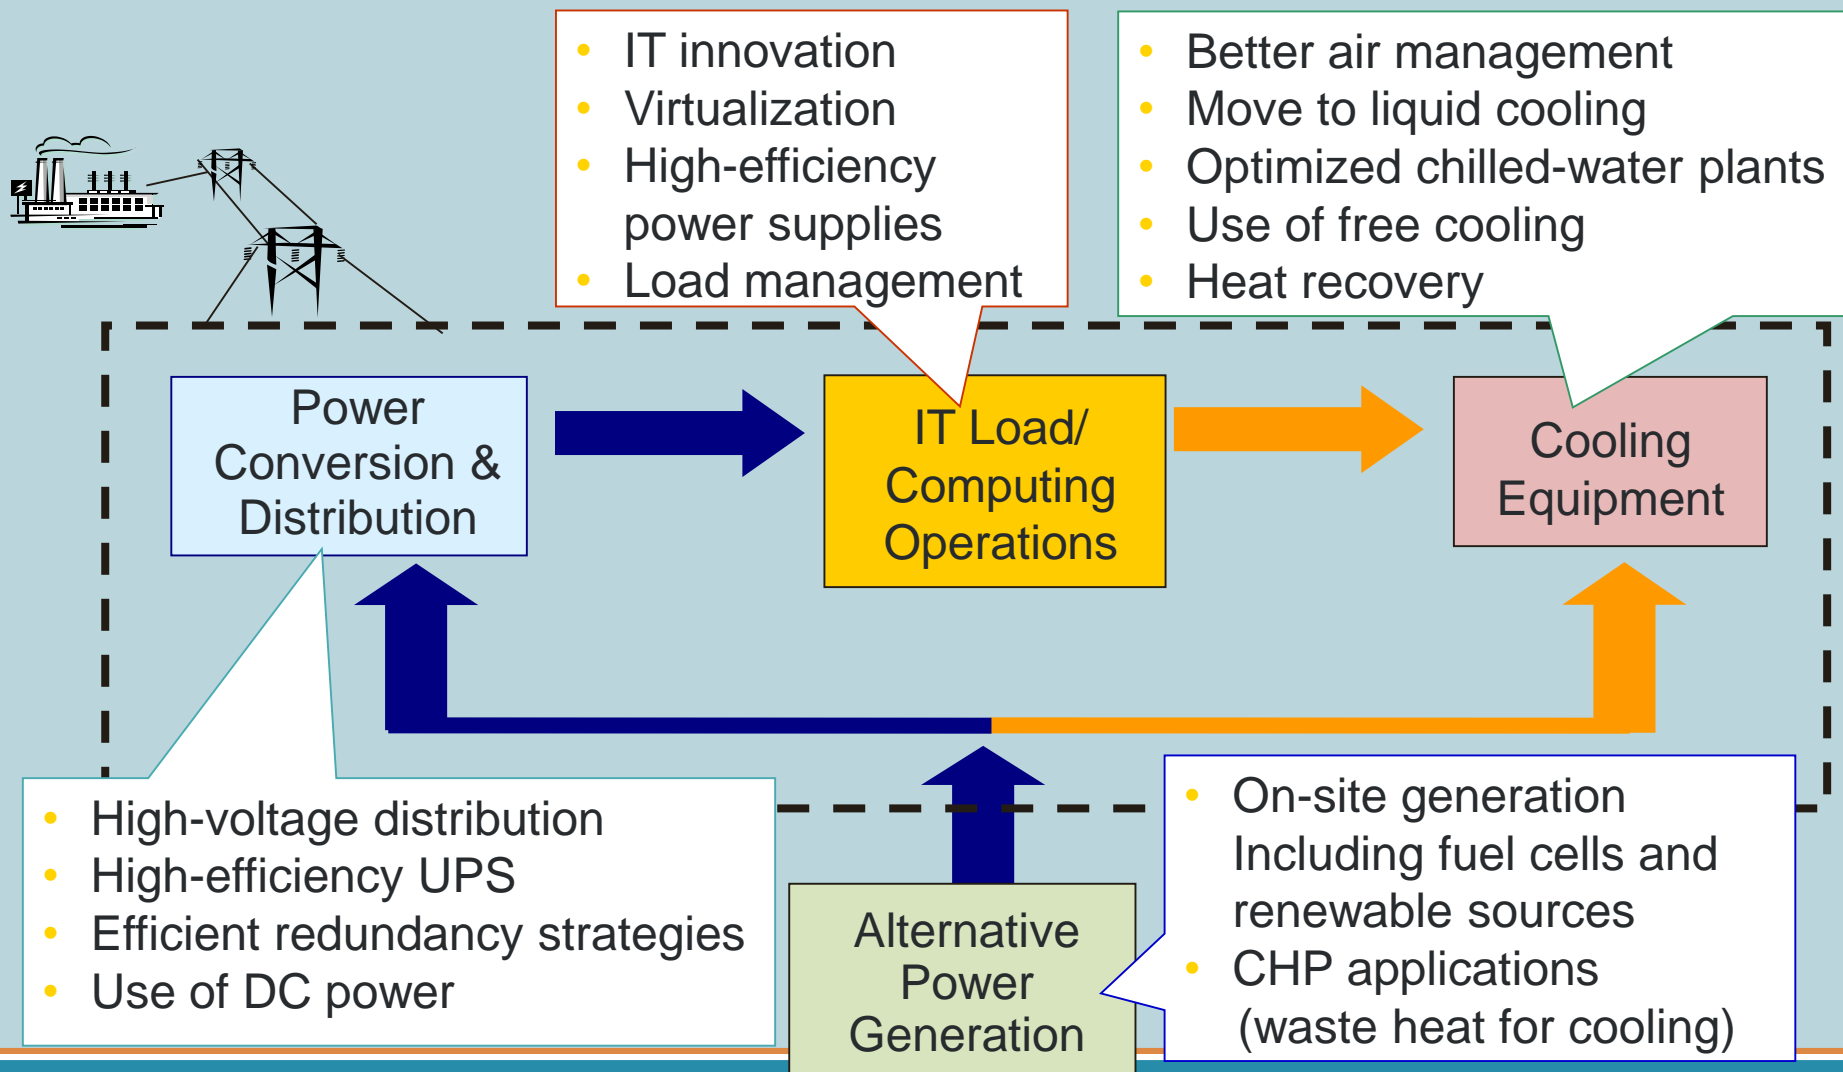 • IT innovation
• Virtualization
• High-efficiency
power supplies
• Load management
• Better air management
• Move to liquid cooling
• Optimized chilled-water plants
• Use of free cooling
• Heat recovery
Power
Conversion &
Distribution
IT Load/
Computing
Operations
Cooling
Equipment
• High-voltage distribution
• High-efficiency UPS
• Efficient redundancy strategies
• Use of DC power
Alternative
Power
Generation
• On-site generation
Including fuel cells and
renewable sources
• CHP applications
(waste heat for cooling)